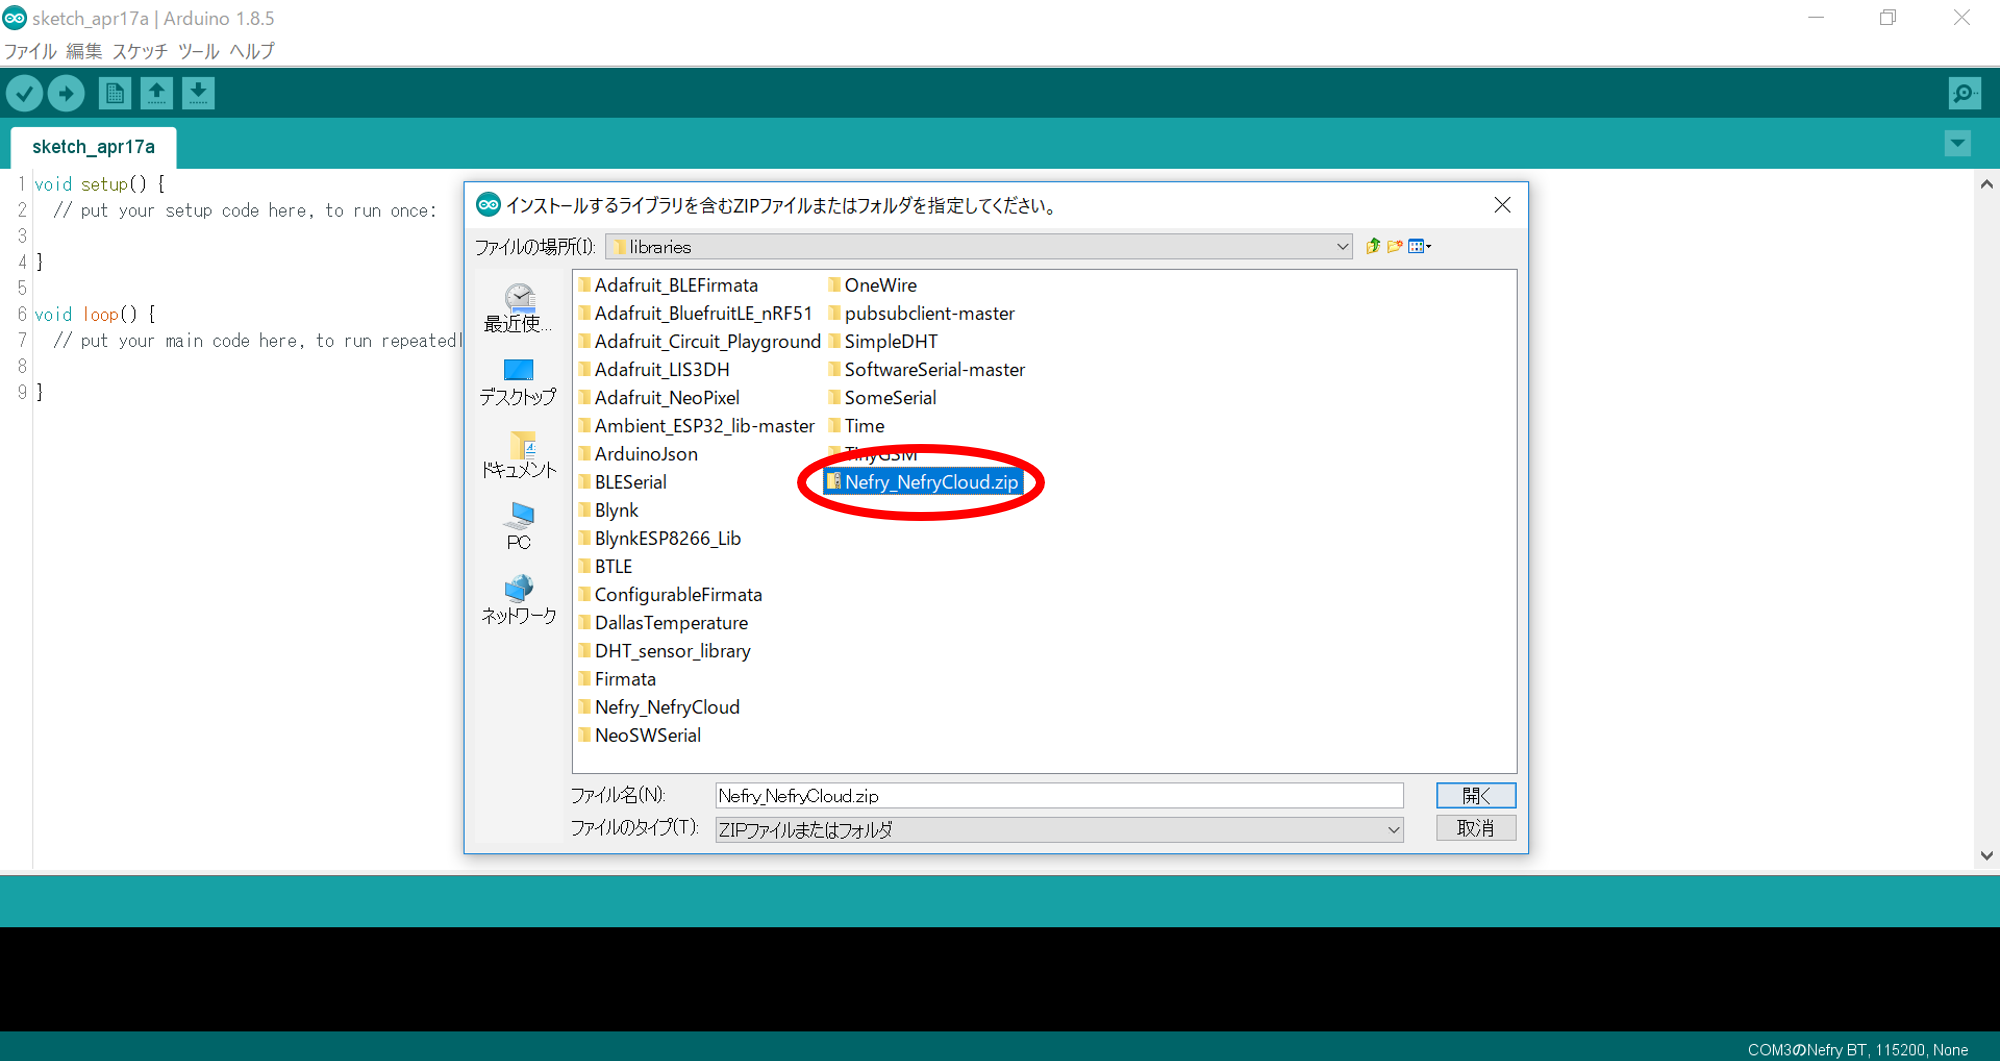 sketch_apr17a | Arduino 1.8.5
ファイル 編集 スケッチ ツール ヘルプ
sketch_apr17a
1 void setup() {
2 // put your setup code here, to run once:
3
4 }
5
6 void loop() {
7 // put your main code here, to run repeatedl
8
9 }
インストールするライブラリを含むZIPファイルまたはフォルダを指定してください。
ファイルの場所(I): libraries
最近使...
デスクトップ
ドキュメント
PC
ネットワーク
Adafruit_BLEFirmata
Adafruit_BluefruitLE_nRF51
Adafruit_Circuit_Playground
Adafruit_LIS3DH
Adafruit_NeoPixel
Ambient_ESP32_lib-master
ArduinoJson
BLESerial
Blynk
BlynkESP8266_Lib
BTLE
ConfigurableFirmata
DallasTemperature
DHT_sensor_library
Firmata
Nefry_NefryCloud
NeoSWSerial
OneWire
pubsubclient-master
SimpleDHT
SoftwareSerial-master
SomeSerial
Time
TinyGSM
Nefry_NefryCloud.zip
ファイル名(N): Nefry_NefryCloud.zip 開く
ファイルのタイプ(T): ZIPファイルまたはフォルダ 取消
COM3のNefry BT, 115200, None